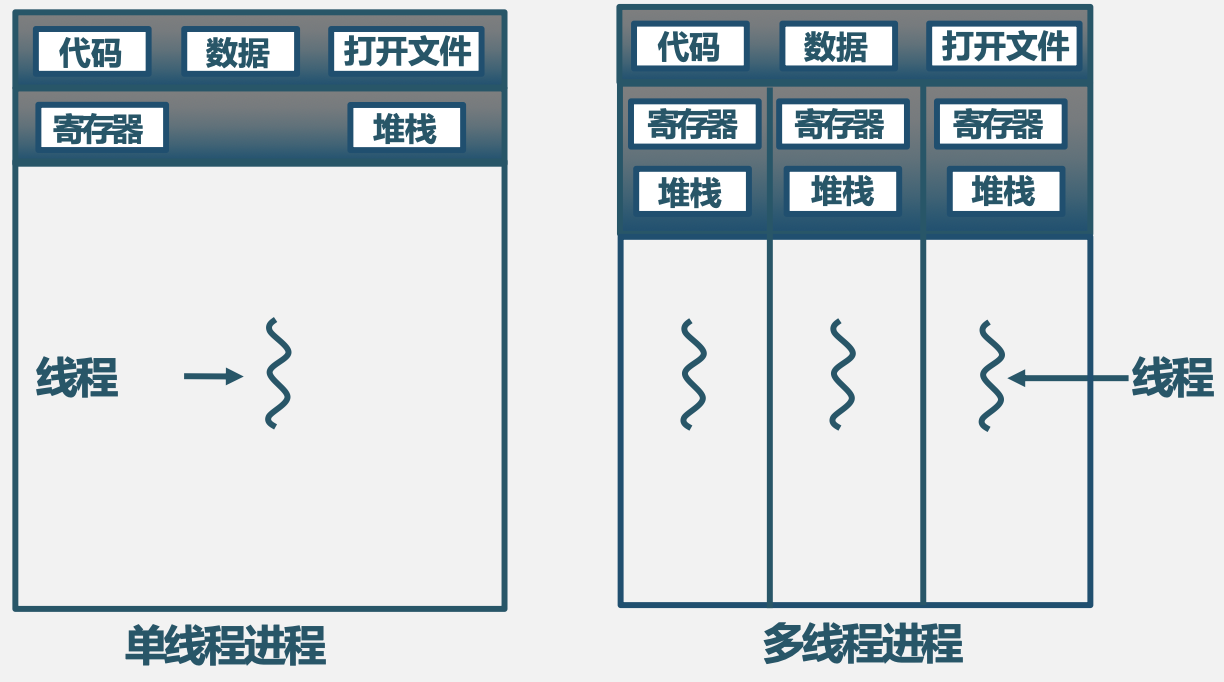 代码 数据 打开文件
寄存器 堆栈
线程
单线程进程
代码 数据 打开文件
寄存器 寄存器 寄存器
堆栈 堆栈 堆栈
线程
多线程进程